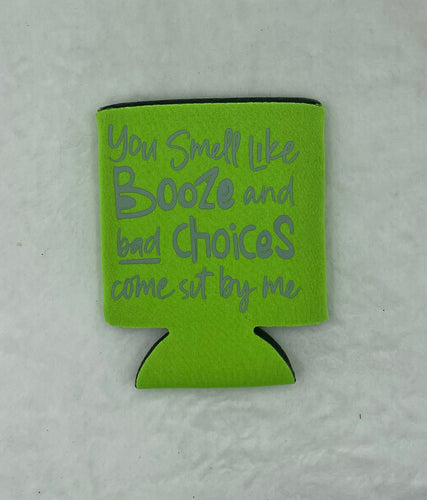 You Smell Like
BooZe and
bad choiceS
come sit by me